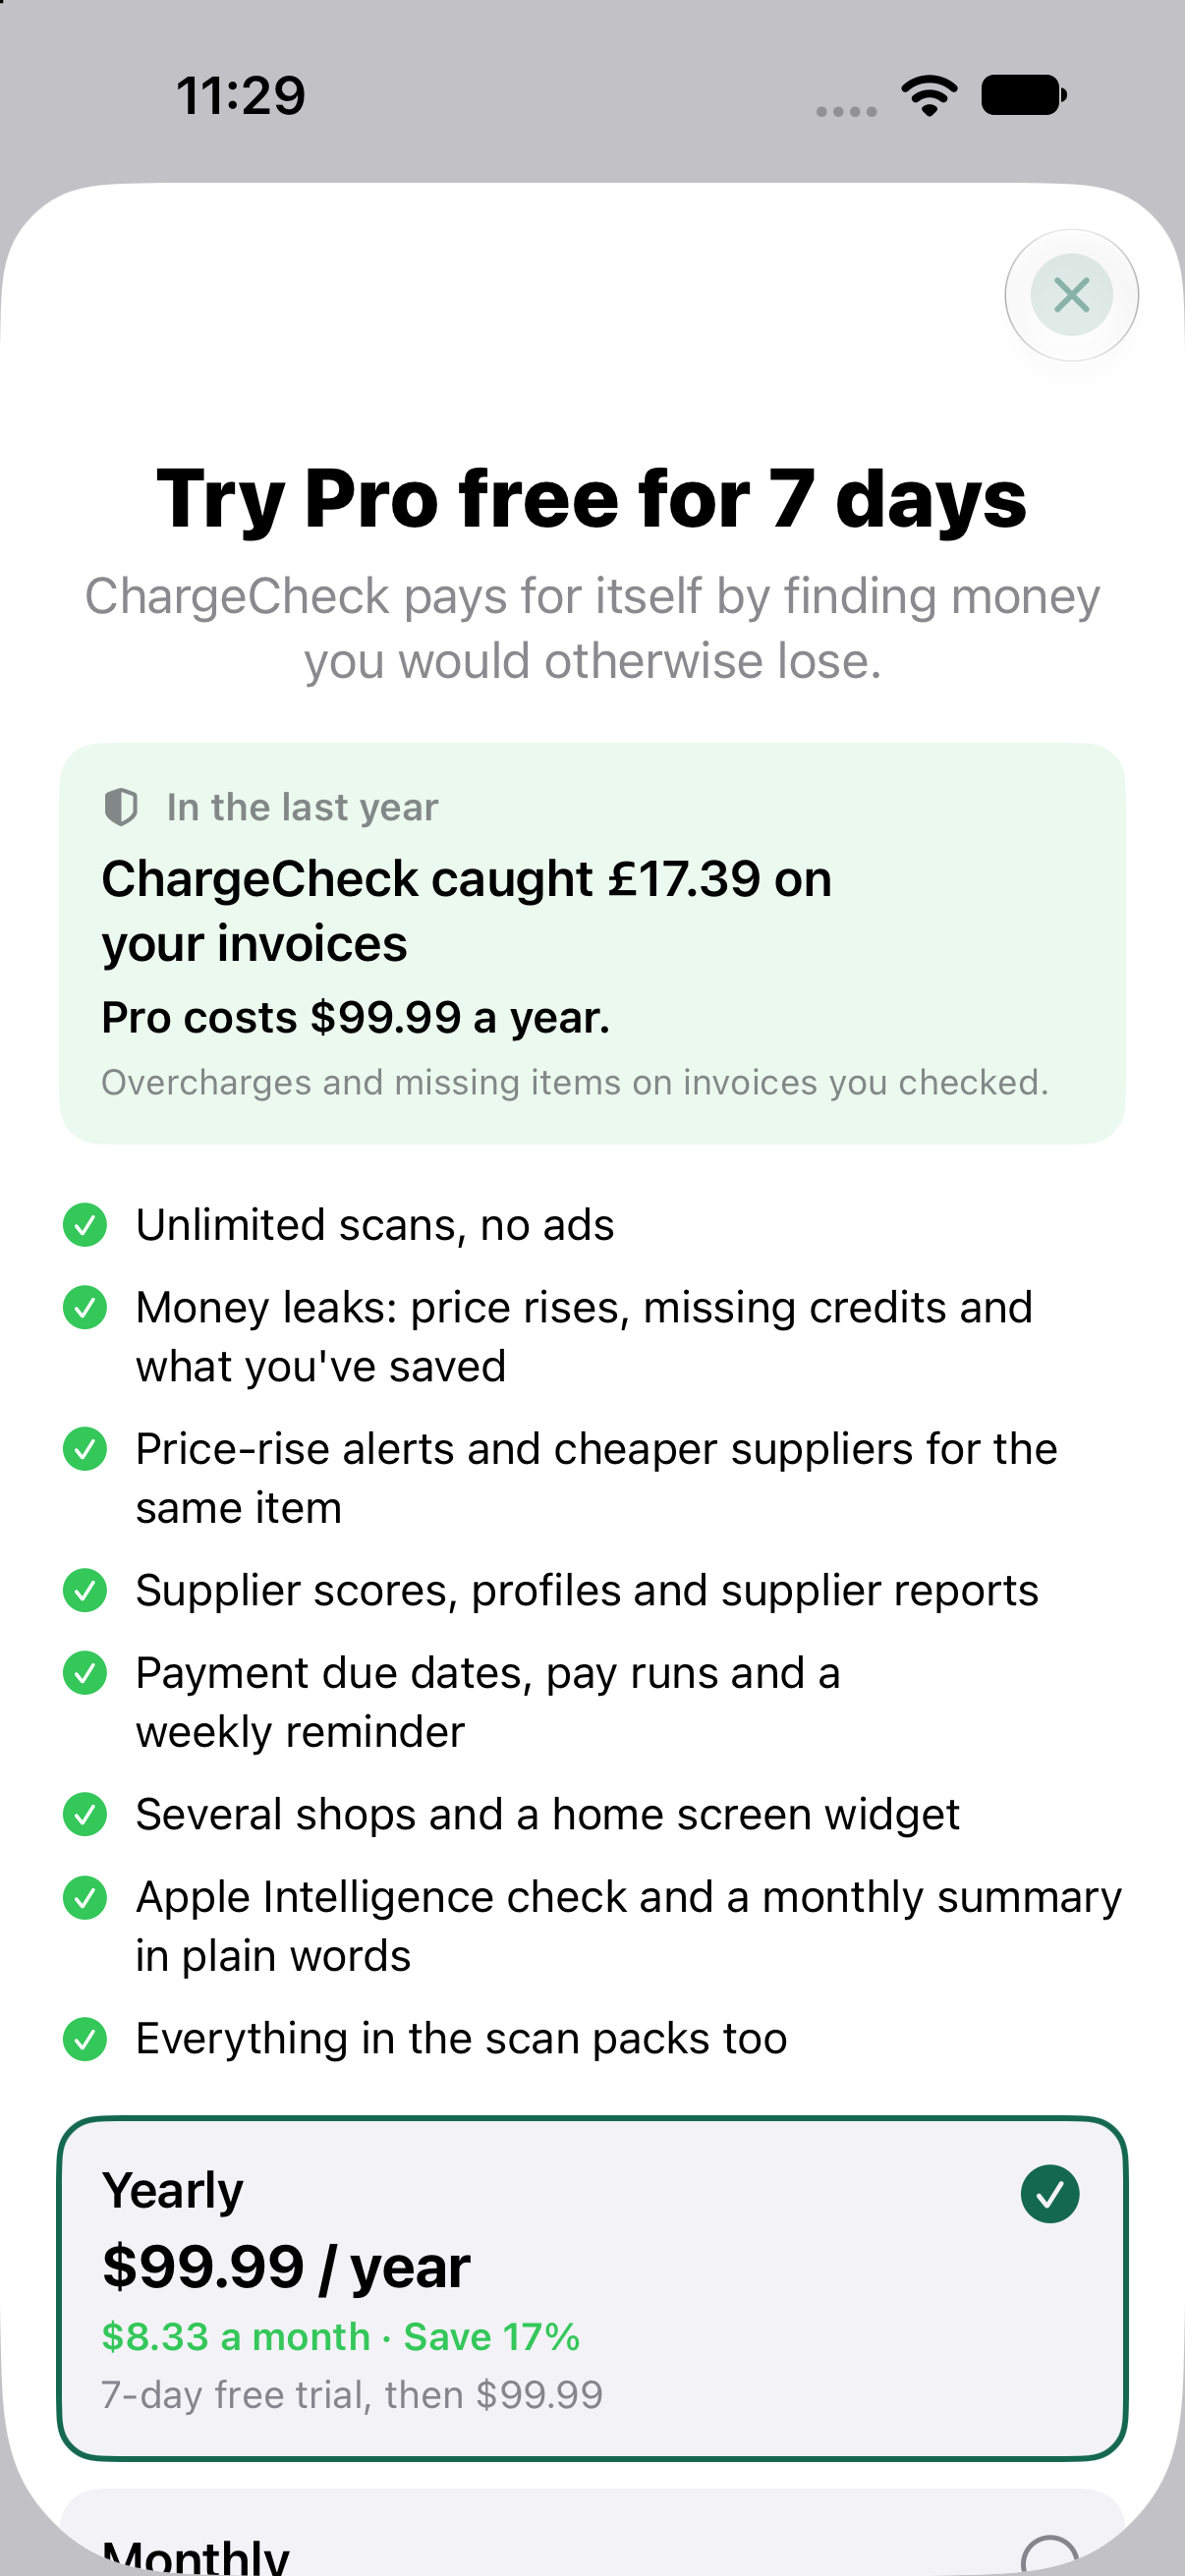 11:29
Try Pro free for 7 days
ChargeCheck pays for itself by finding money
you would otherwise lose.
In the last year
ChargeCheck caught £17.39 on
your invoices
Pro costs $99.99 a year.
Overcharges and missing items on invoices you checked.
Unlimited scans, no ads
Money leaks: price rises, missing credits and
what you've saved
Price-rise alerts and cheaper suppliers for the
same item
Supplier scores, profiles and supplier reports
Payment due dates, pay runs and a
weekly reminder
Several shops and a home screen widget
Apple Intelligence check and a monthly summary
in plain words
Everything in the scan packs too
Yearly
$99.99 / year
$8.33 a month · Save 17%
7-day free trial, then $99.99
Monthly